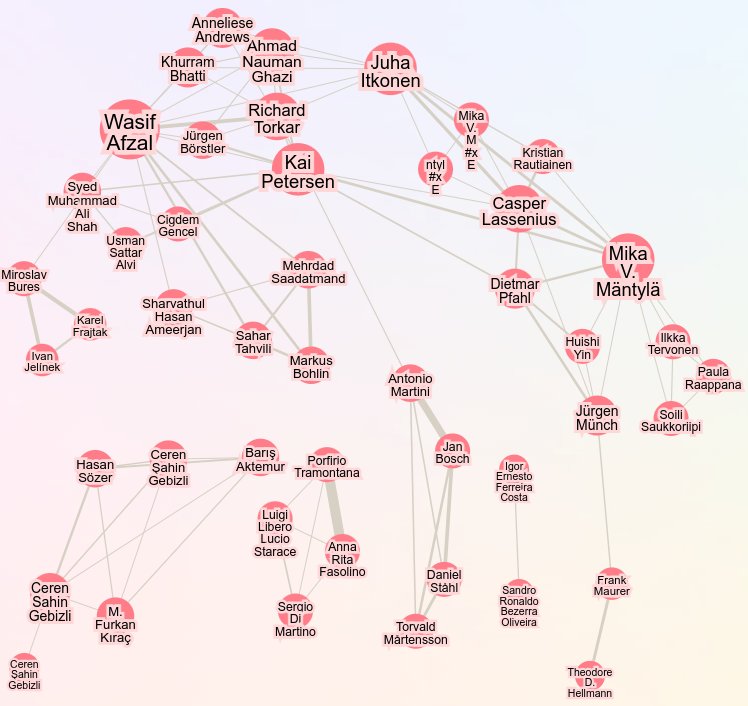 Anneliese
Andrews
Ahmad
Nauman
Ghazi
Khurram
Bhatti
Juha
Itkonen
Wasif
Afzal
Richard
Torkar
Jürgen
Börstler
Mika
V.
M
#x
E
Kristian
Rautiainen
ntyl
#x
E
Kai
Petersen
Syed
Muhammad
Ali
Shah
Casper
Lassenius
Cigdem
Gencel
Usman
Sattar
Alvi
Mika
V.
Mäntylä
Miroslav
Bures
Mehrdad
Saadatmand
Dietmar
Pfahl
Sharvathul
Hasan
Ameerjan
Karel
Frajtak
Sahar
Tahvili
Ivan
Jelínek
Markus
Bohlin
Huishi
Yin
Ilkka
Tervonen
Paula
Raappana
Antonio
Martini
Jürgen
Münch
Soili
Saukkoriipi
Jan
Bosch
Hasan
Sözer
Ceren
Şahin
Gebizli
Barış
Aktemur
Porfirio
Tramontana
Igor
Ernesto
Ferreira
Costa
Luigi
Libero
Lucio
Starace
Anna
Rita
Fasolino
Daniel
Ståhl
Frank
Maurer
Ceren
Sahin
Gebizli
M.
Furkan
Kıraç
Sergio
Di
Martino
Torvald
Mårtensson
Sandro
Ronaldo
Bezerra
Oliveira
Ceren
Şahin
Gebizli
Theodore
D.
Hellmann